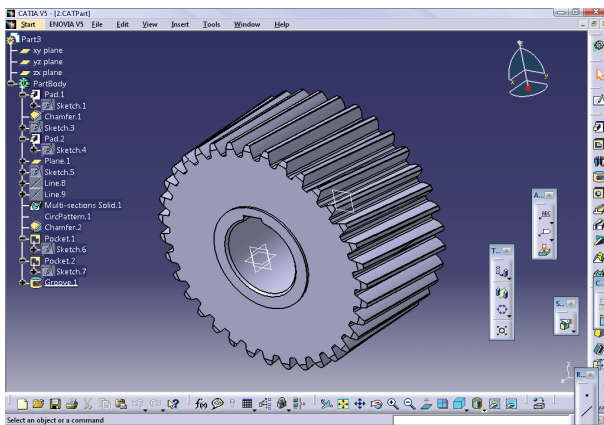 CATIA V5 - [2.CATPart]
Start ENOVIA V5 File Edit View Insert Tools Window Help
Part3
xy plane
yz plane
zx plane
PartBody
Pad.1
Sketch.1
Chamfer.1
Sketch.3
Pad.2
Sketch.4
Plane.1
Sketch.5
Line.8
Line.9
Multi-sections Solid.1
CircPattern.1
Chamfer.2
Pocket.1
Sketch.6
Pocket.2
Sketch.7
Groove.1
A...
ABC
T...
S...
C...
R...
z
x
f(x)
Select an object or a command